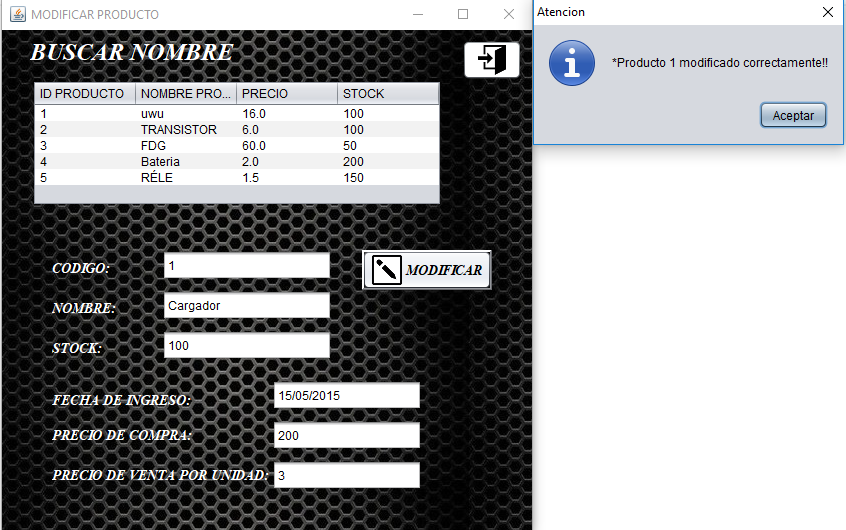 MODIFICAR PRODUCTO
BUSCAR NOMBRE
ID PRODUCTO NOMBRE PRO... PRECIO STOCK
1 uwu 16.0 100
2 TRANSISTOR 6.0 100
3 FDG 60.0 50
4 Bateria 2.0 200
5 RÉLE 1.5 150
CODIGO: 1
MODIFICAR
NOMBRE: Cargador
STOCK: 100
FECHA DE INGRESO: 15/05/2015
PRECIO DE COMPRA: 200
PRECIO DE VENTA POR UNIDAD: 3
Atencion
*Producto 1 modificado correctamente!!
Aceptar